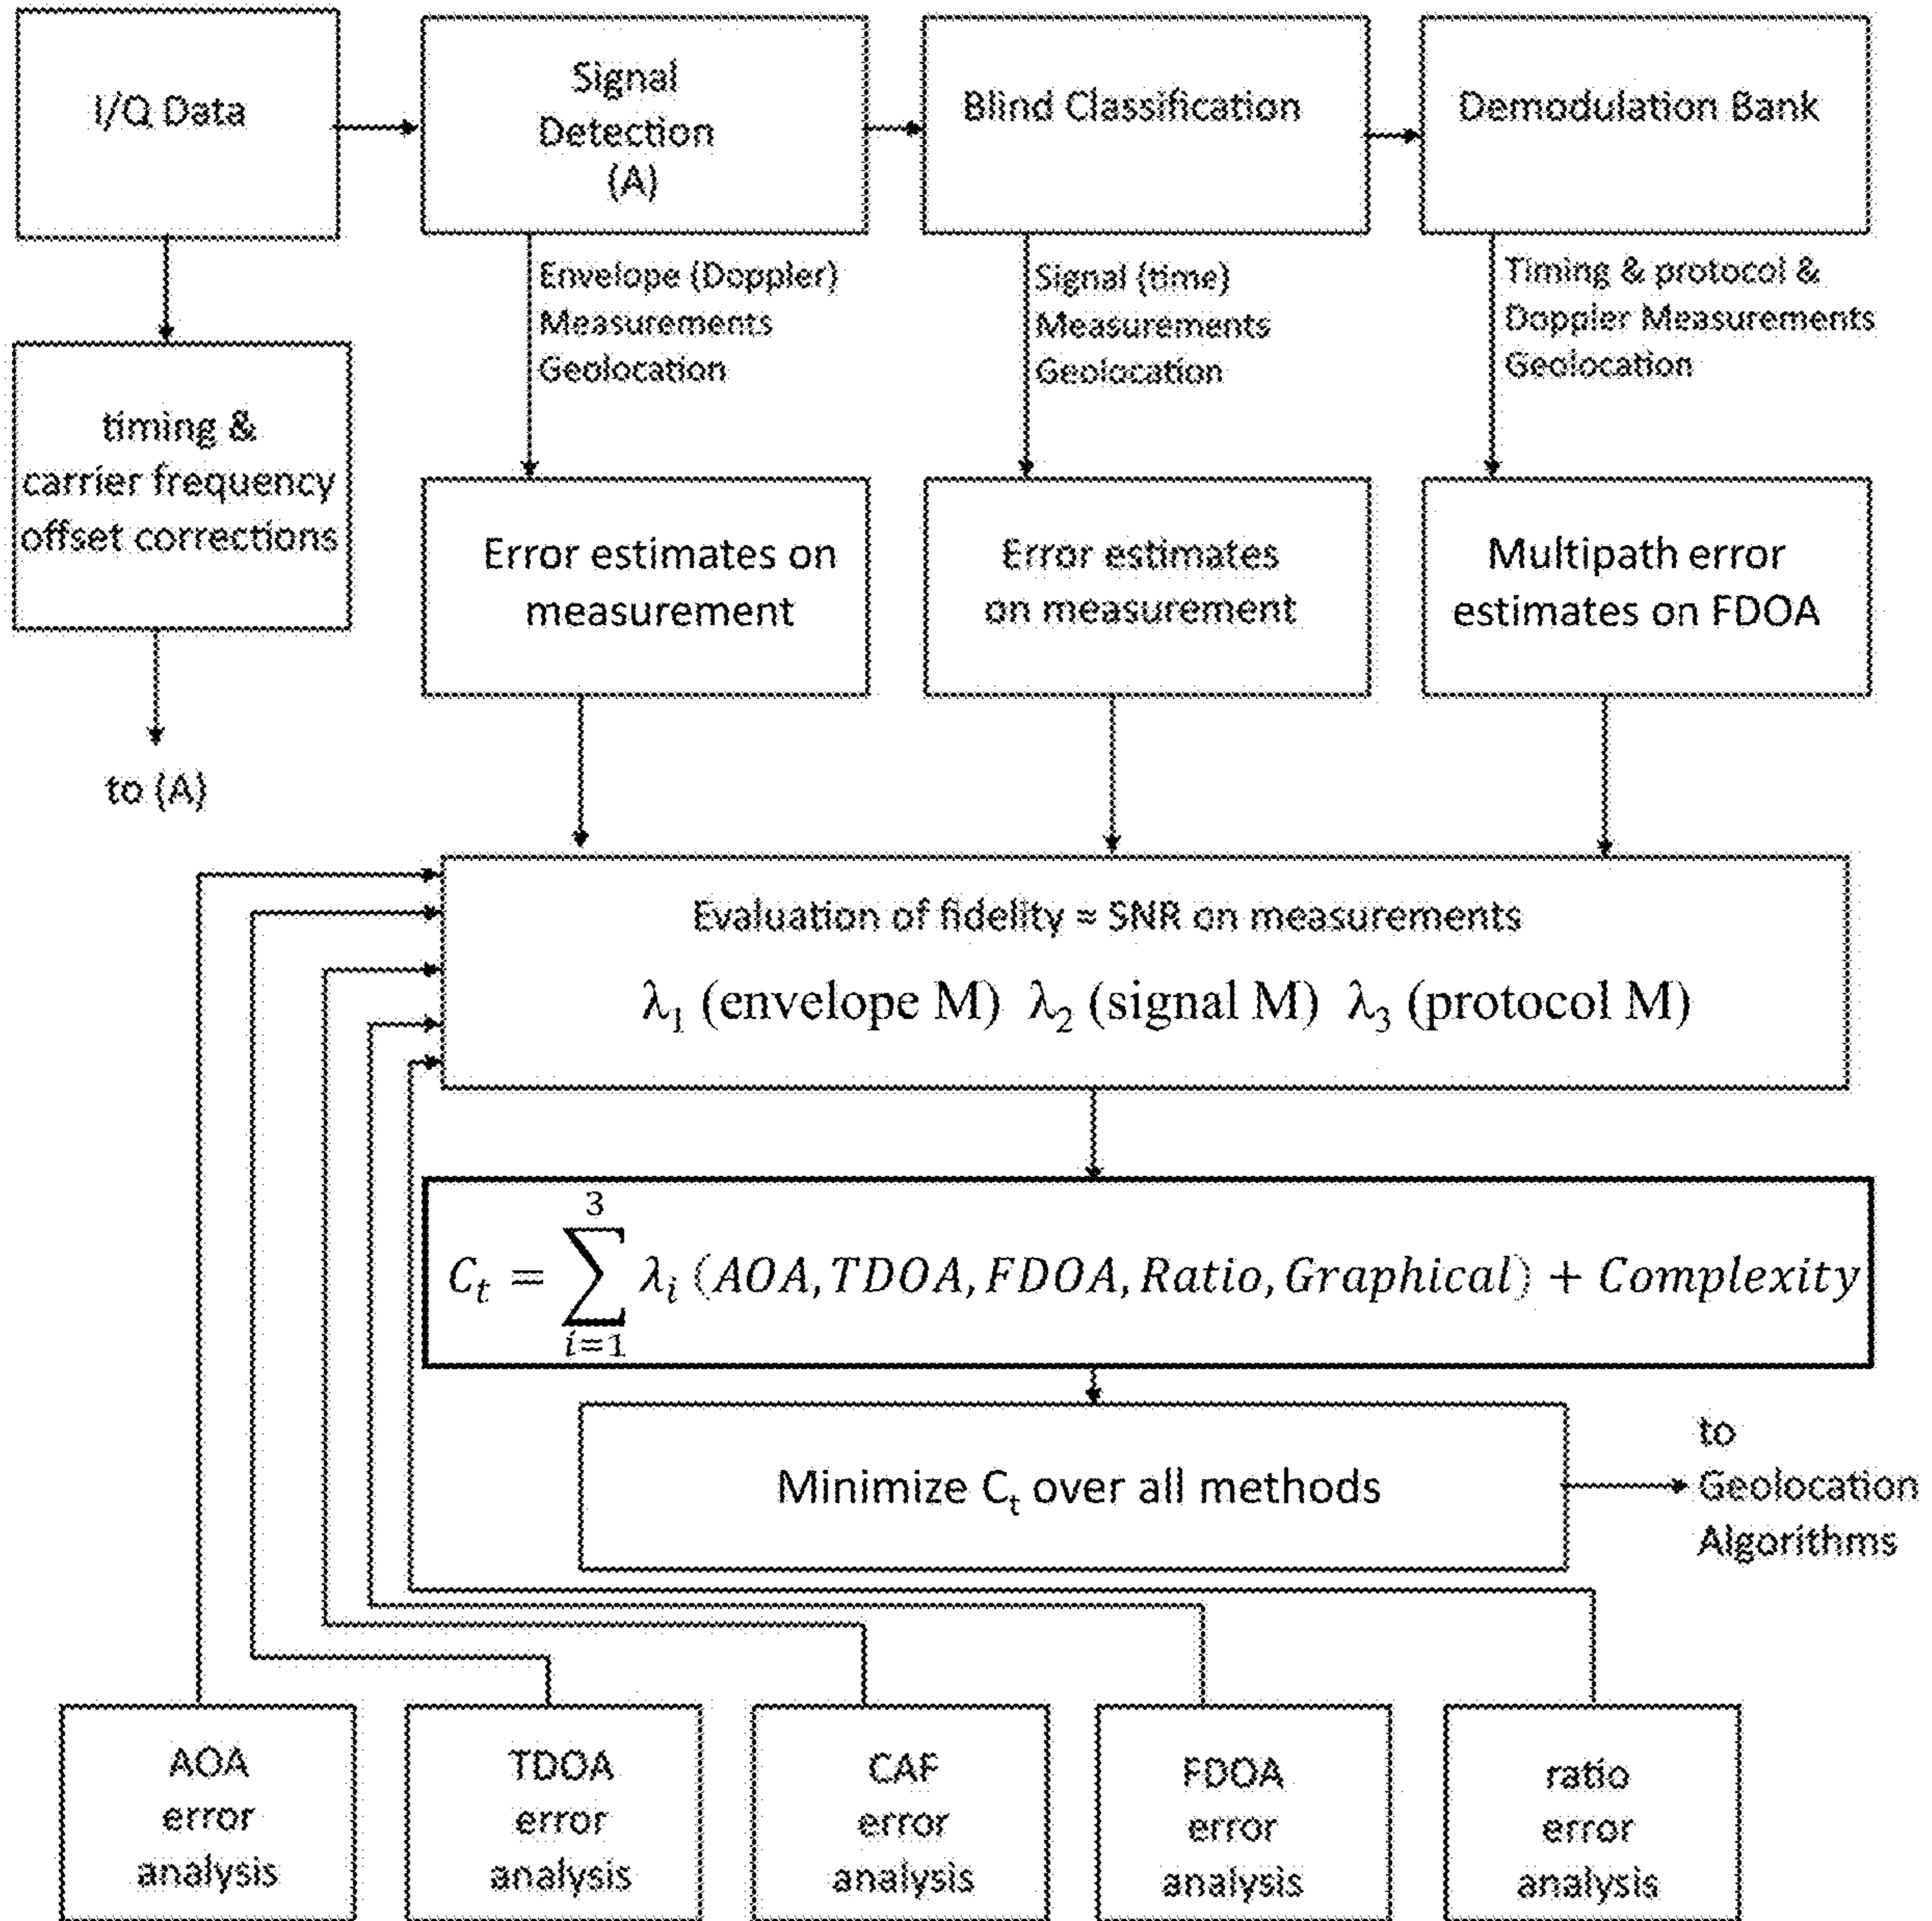 I/Q Data
Signal
Detection
(A)
Blind Classification
Demodulation Bank
Envelope (Doppler)
Measurements
Geolocation
Signal (time)
Measurements
Geolocation
Timing & protocol &
Doppler Measurements
Geolocation
timing &
carrier frequency
offset corrections
to (A)
Error estimates on
measurement
Error estimates
on measurement
Multipath error
estimates on FDOA
Evaluation of fidelity = SNR on measurements
λ₁ (envelope M) λ₂ (signal M) λ₃ (protocol M)
C_t = ∑_{i=1}^{3} λ_i (AOA, TDOA, FDOA, Ratio, Graphical) + Complexity
Minimize C_t over all methods
to
Geolocation
Algorithms
AOA
error
analysis
TDOA
error
analysis
CAF
error
analysis
FDOA
error
analysis
ratio
error
analysis